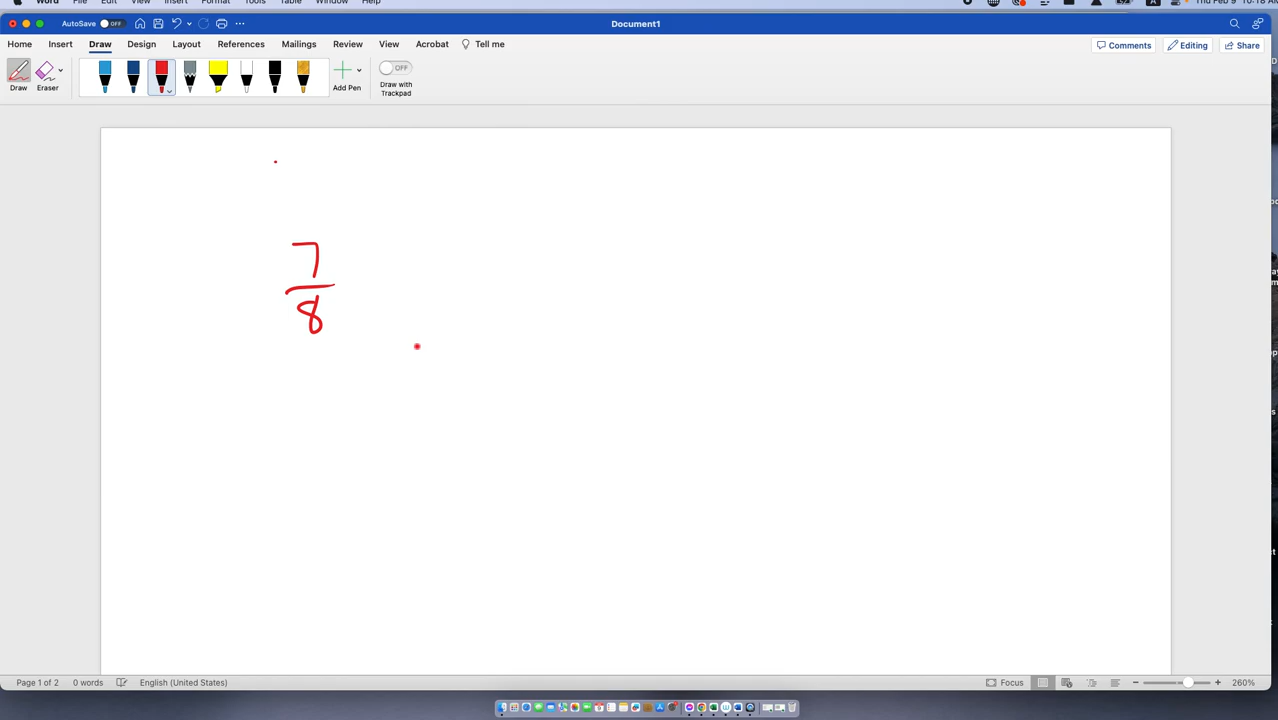 Word File Edit View Insert Format Tools Table Window Help
AutoSave OFF Document1
Home Insert Draw Design Layout References Mailings Review View Acrobat Tell me Comments Editing Share
Draw Eraser Add Pen OFF Draw with Trackpad
7
8
Page 1 of 2 0 words English (United States) Focus 260%